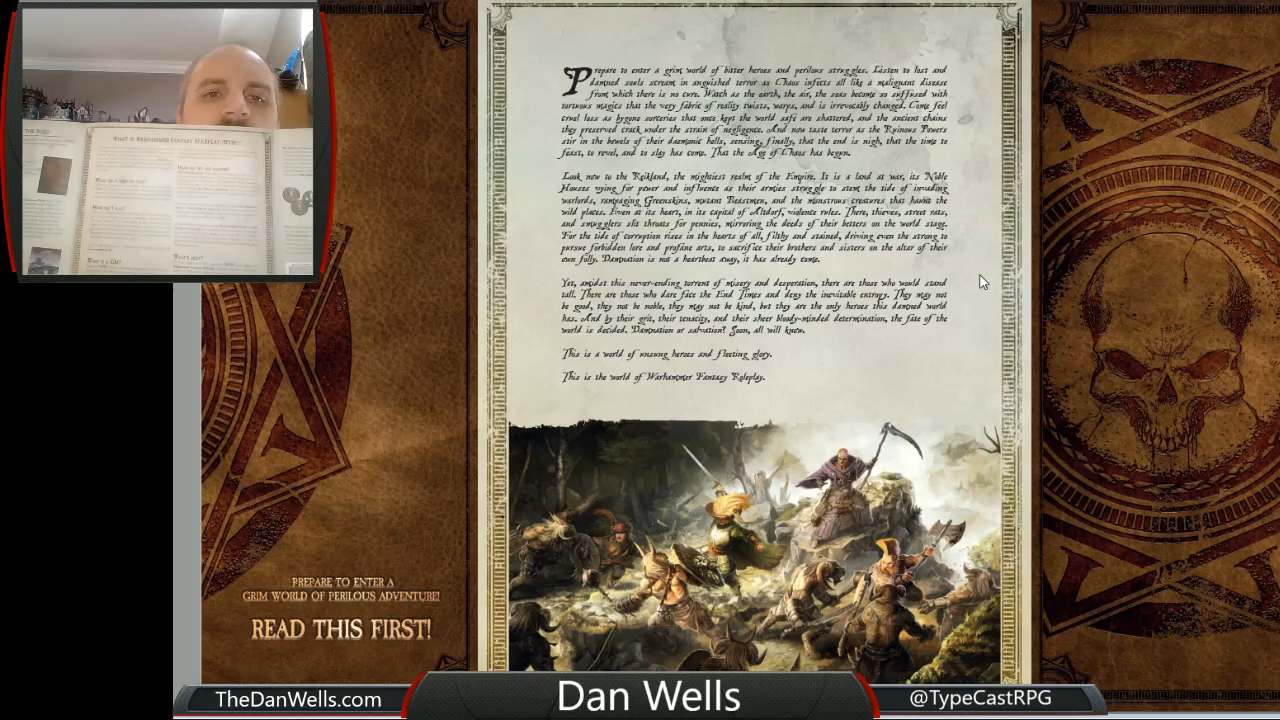 THE BOX!
WHAT IS WARHAMMER FANTASY ROLEPLAY (WFRP)?
WHAT'S NEXT?
WHAT IS A GM?
Prepare to enter a grim world of bitter heroes and perilous struggles. Listen to lost and
damned souls scream in anguished terror as Chaos infects all like a malignant disease
from which there is no cure. Watch as the earth, the air, the seas become so suffused with
tortuous magics that the very fabric of reality twists, warps, and is irrevocably changed. Come feel
cruel loss as bygone sorceries that once kept the world safe are shattered, and the ancient chains
they preserved crack under the strain of negligence. And now taste terror as the Ruinous Powers
stir in the bowels of their daemonic hells, sensing, finally, that the end is nigh, that the time to
feast, to revel, and to slay has come. That the Age of Chaos has begun.
Look now to the Reikland, the mightiest realm of the Empire. It is a land at war, its Noble
Houses vying for power and influence as their armies struggle to stem the tide of invading
warlords, rampaging Greenskins, mutant Beastmen, and the monstrous creatures that haunt the
wild places. Even at its heart, in its capital of Altdorf, violence rules. There, thieves, street rats,
and smugglers slit throats for pennies, mirroring the deeds of their betters on the world stage.
For the tide of corruption rises in the hearts of all, filthy and stained, driving even the strong to
pursue forbidden lore and profane arts, to sacrifice their brothers and sisters on the altar of their
own folly. Damnation is not a heartbeat away, it has already come.
Yet, amidst this never-ending torrent of misery and desperation, there are those who would stand
tall. There are those who dare face the End Times and deny the inevitable entropy. They may not
be good, they may not be noble, they may not be kind, but they are the only heroes this damned world
has. And by their grit, their tenacity, and their sheer bloody-minded determination, the fate of the
world is decided. Damnation or salvation? Soon, all will know.
This is a world of unsung heroes and fleeting glory.
This is the world of Warhammer Fantasy Roleplay.
PREPARE TO ENTER A
GRIM WORLD OF PERILOUS ADVENTURE!
READ THIS FIRST!
TheDanWells.com
Dan Wells
@TypeCastRPG